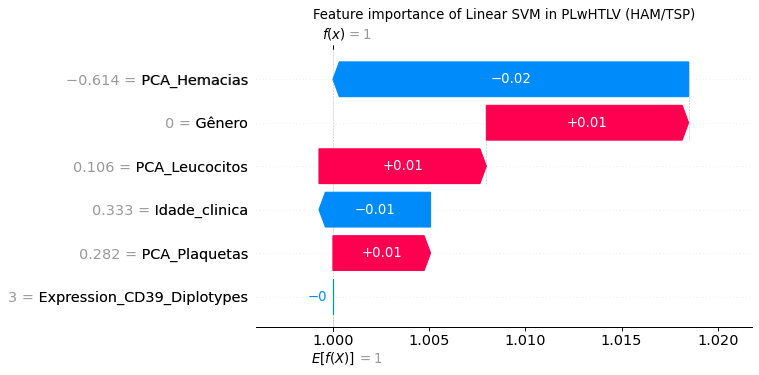 Feature importance of Linear SVM in PLwHTLV (HAM/TSP)
f(x) = 1
−0.614 = PCA_Hemacias
−0.02
0 = Gênero
+0.01
0.106 = PCA_Leucocitos
+0.01
0.333 = Idade_clinica
−0.01
0.282 = PCA_Plaquetas
+0.01
3 = Expression_CD39_Diplotypes
−0
1.000 1.005 1.010 1.015 1.020
E[f(X)] = 1